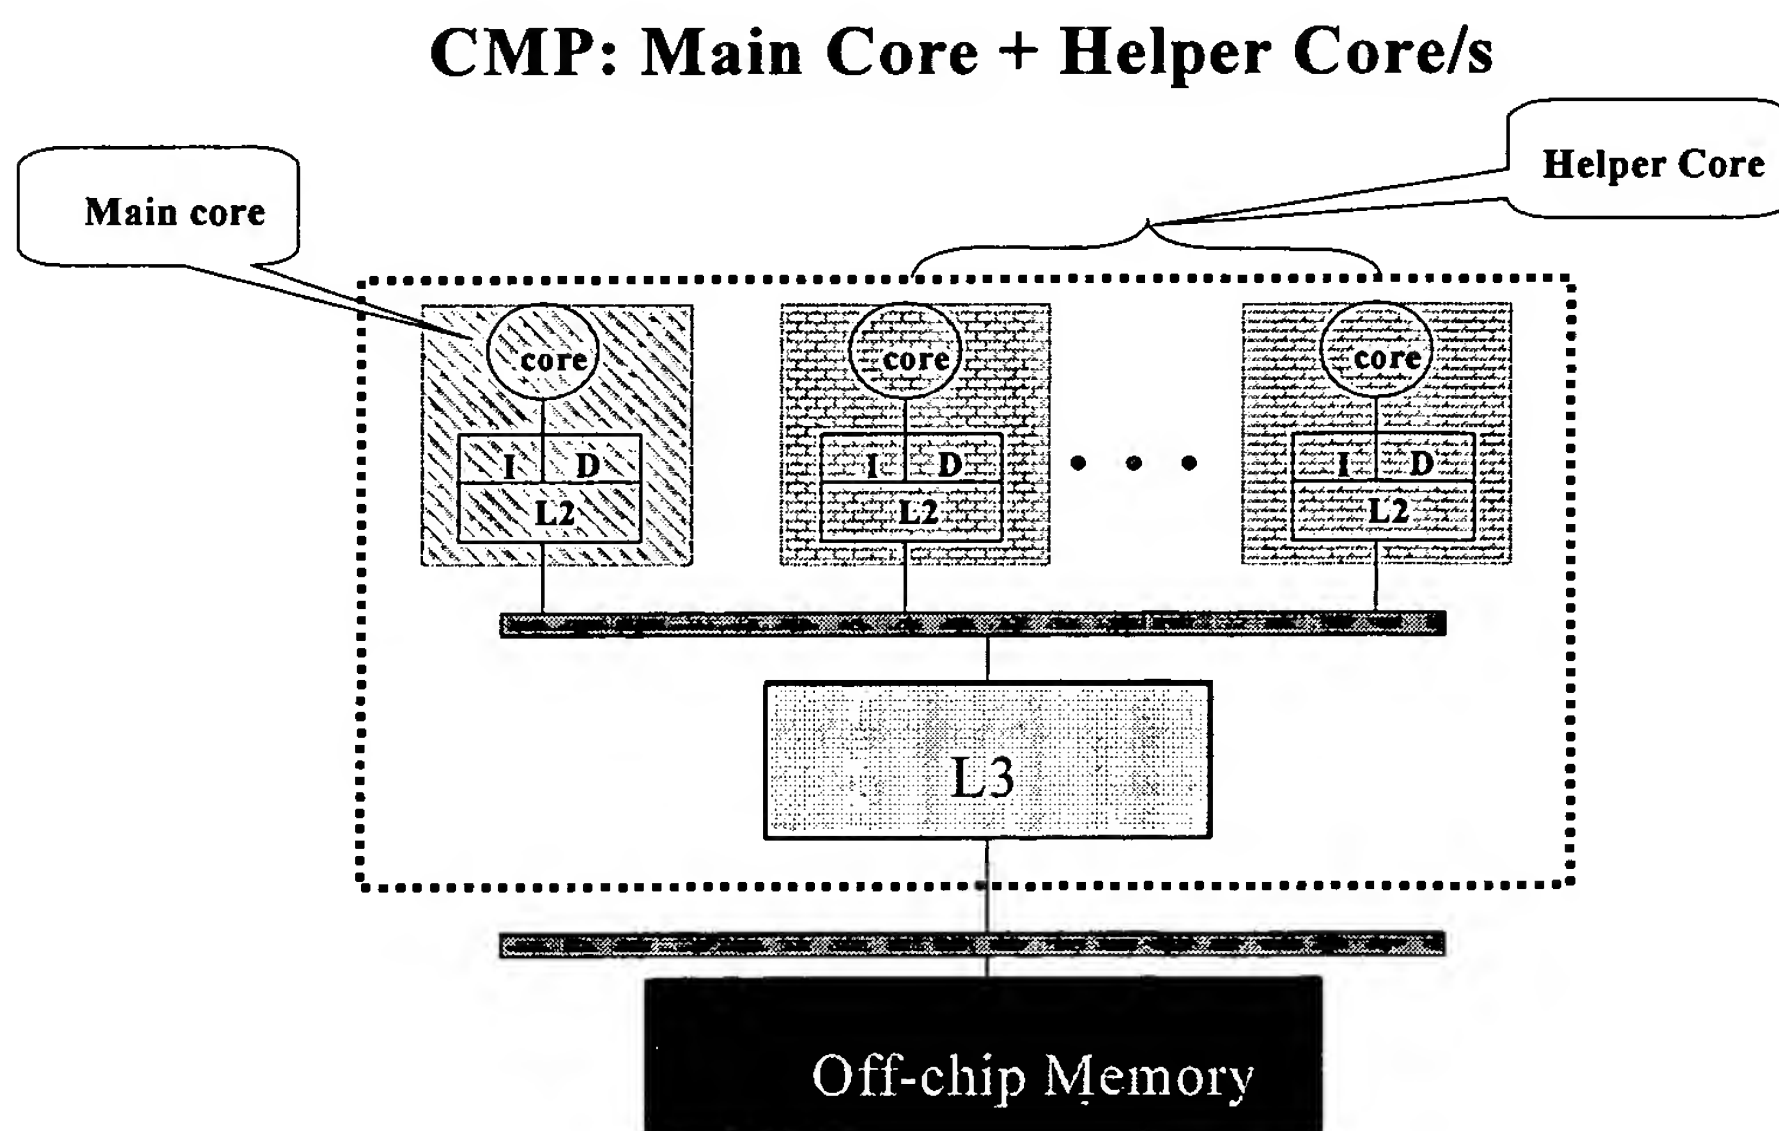 CMP: Main Core + Helper Core/s
Main core
Helper Core
core core core
I D I D I D
L2 L2 L2
L3
Off-chip Memory